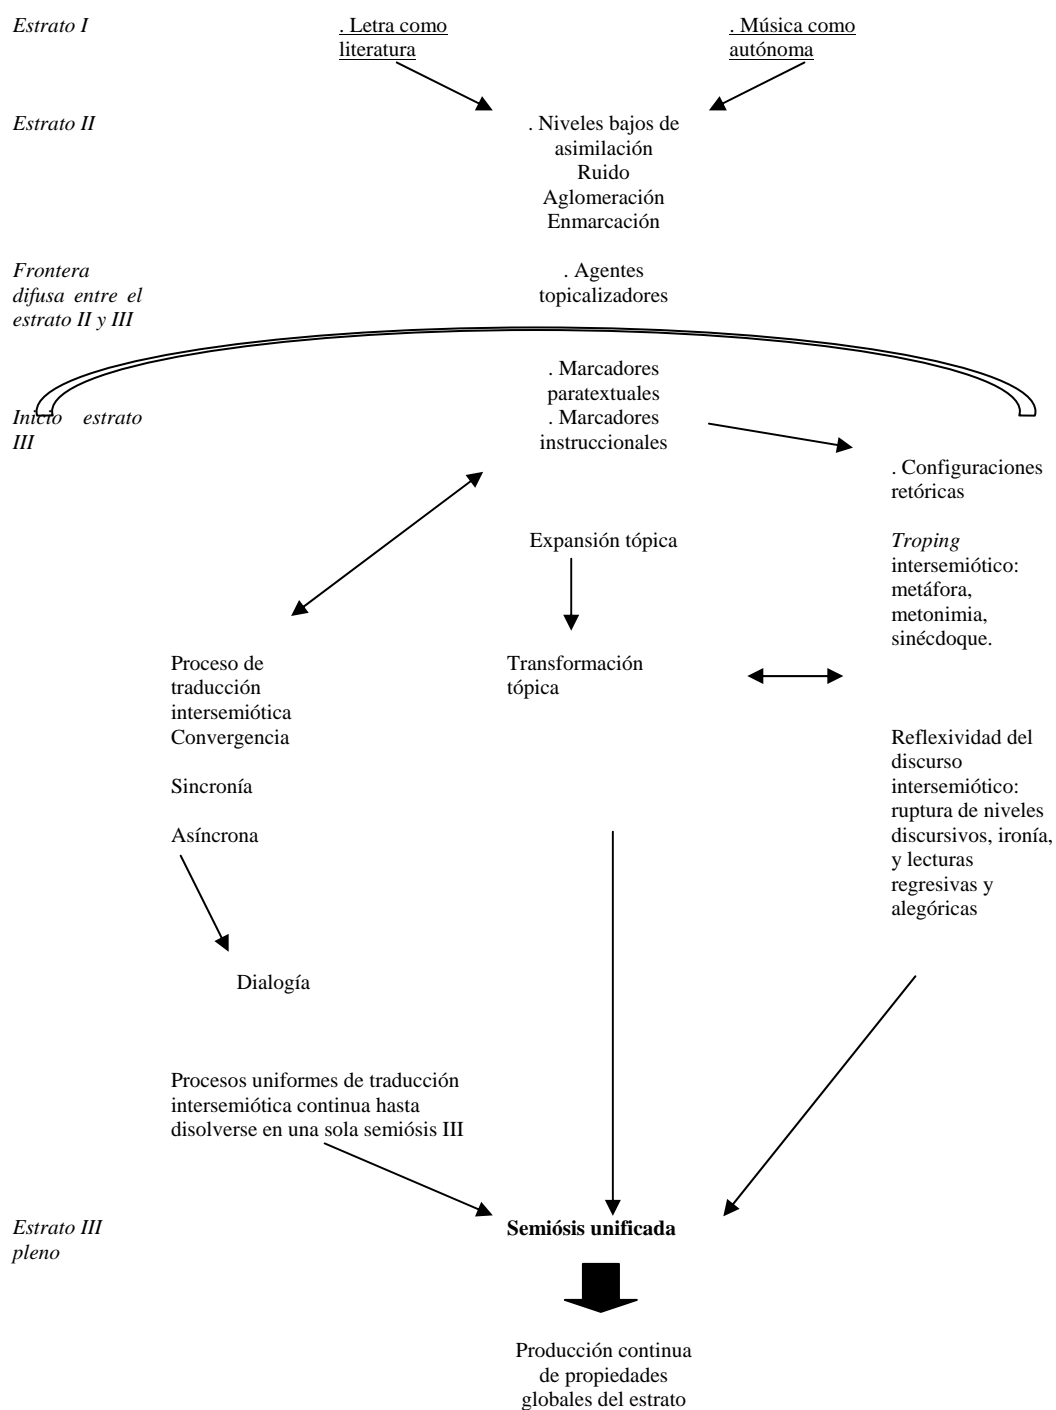 Estrato I
. Letra como
literatura
. Música como
autónoma
Estrato II
. Niveles bajos de
asimilación
Ruido
Aglomeración
Enmarcación
Frontera
difusa entre el
estrato II y III
. Agentes
topicalizadores
. Marcadores
paratextuales
. Marcadores
instruccionales
Inicio estrato
III
. Configuraciones
retóricas
Troping
intersemiótico:
metáfora,
metonimia,
sinécdoque.
Expansión tópica
Proceso de
traducción
intersemiótica
Convergencia
Sincronía
Asíncrona
Transformación
tópica
Reflexividad del
discurso
intersemiótico:
ruptura de niveles
discursivos, ironía,
y lecturas
regresivas y
alegóricas
Dialogía
Procesos uniformes de traducción
intersemiótica continua hasta
disolverse en una sola semiósis III
Estrato III
pleno
Semiósis unificada
Producción continua
de propiedades
globales del estrato